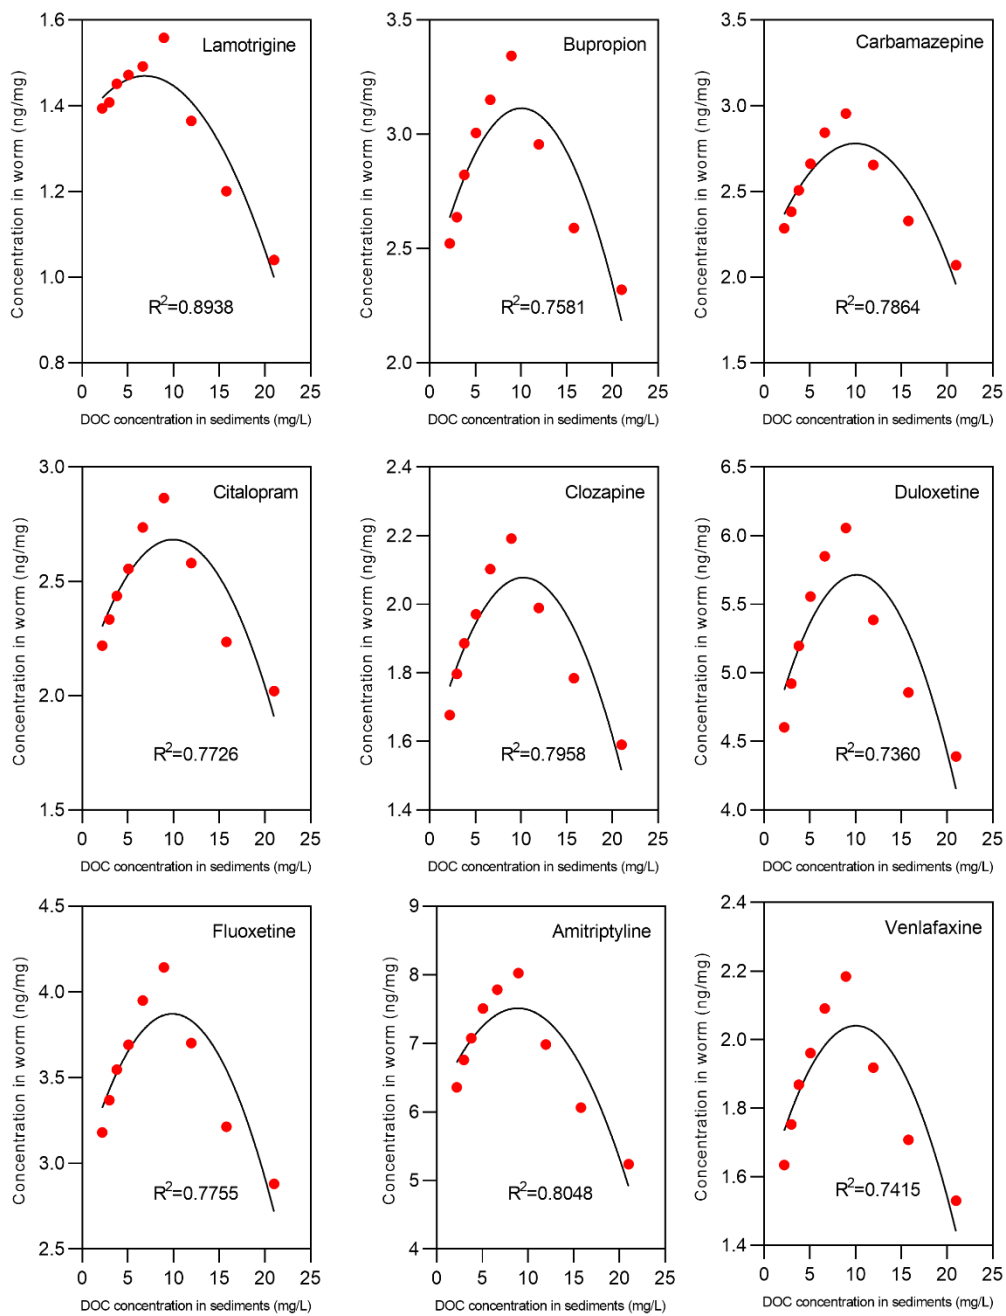 Lamotrigine
Concentration in worm (ng/mg)
1.6
1.4
1.2
1.0
0.8
R²=0.8938
0 5 10 15 20 25
DOC concentration in sediments (mg/L)
Bupropion
Concentration in worm (ng/mg)
3.5
3.0
2.5
2.0
R²=0.7581
0 5 10 15 20 25
DOC concentration in sediments (mg/L)
Carbamazepine
Concentration in worm (ng/mg)
3.5
3.0
2.5
2.0
1.5
R²=0.7864
0 5 10 15 20 25
DOC concentration in sediments (mg/L)
Citalopram
Concentration in worm (ng/mg)
3.0
2.5
2.0
1.5
R²=0.7726
0 5 10 15 20 25
DOC concentration in sediments (mg/L)
Clozapine
Concentration in worm (ng/mg)
2.4
2.2
2.0
1.8
1.6
1.4
R²=0.7958
0 5 10 15 20 25
DOC concentration in sediments (mg/L)
Duloxetine
Concentration in worm (ng/mg)
6.5
6.0
5.5
5.0
4.5
4.0
R²=0.7360
0 5 10 15 20 25
DOC concentration in sediments (mg/L)
Fluoxetine
Concentration in worm (ng/mg)
4.5
4.0
3.5
3.0
2.5
R²=0.7755
0 5 10 15 20 25
DOC concentration in sediments (mg/L)
Amitriptyline
Concentration in worm (ng/mg)
9
8
7
6
5
4
R²=0.8048
0 5 10 15 20 25
DOC concentration in sediments (mg/L)
Venlafaxine
Concentration in worm (ng/mg)
2.4
2.2
2.0
1.8
1.6
1.4
R²=0.7415
0 5 10 15 20 25
DOC concentration in sediments (mg/L)